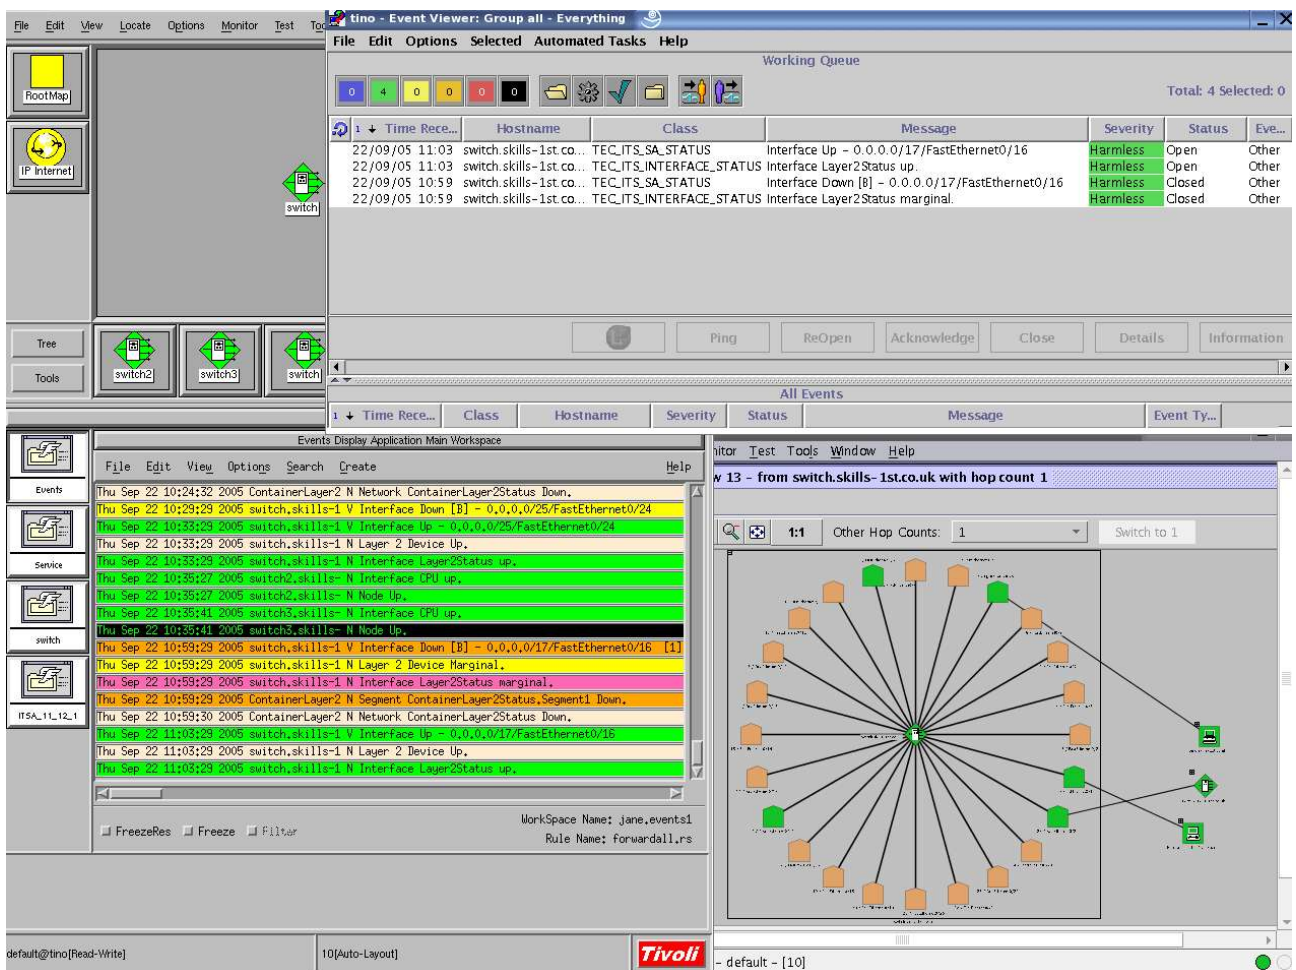 File Edit View Locate Options Monitor Test
RootMap
IP Internet
switch
Tree
Tools
switch2 switch3 switch
tino - Event Viewer: Group all - Everything
File Edit Options Selected Automated Tasks Help
Working Queue
0 4 0 0 0 0
Total: 4 Selected: 0
1 Time Rece... Hostname Class Message Severity Status Eve...
22/09/05 11:03 switch.skills-1st.co... TEC_ITS_SA_STATUS Interface Up - 0.0.0.0/17/FastEthernet0/16 Harmless Open Other
22/09/05 11:03 switch.skills-1st.co... TEC_ITS_INTERFACE_STATUS Interface Layer2Status up. Harmless Open Other
22/09/05 10:59 switch.skills-1st.co... TEC_ITS_SA_STATUS Interface Down [B] - 0.0.0.0/17/FastEthernet0/16 Harmless Closed Other
22/09/05 10:59 switch.skills-1st.co... TEC_ITS_INTERFACE_STATUS Interface Layer2Status marginal. Harmless Closed Other
Ping ReOpen Acknowledge Close Details Information
All Events
1 Time Rece... Class Hostname Severity Status Message Event Ty...
Events
Service
switch
ITSA_11_12_1
Events Display Application Main Workspace
File Edit View Options Search Create Help
Thu Sep 22 10:24:32 2005 ContainerLayer2 N Network ContainerLayer2Status Down.
Thu Sep 22 10:29:29 2005 switch.skills-1 V Interface Down [B] - 0.0.0.0/25/FastEthernet0/24
Thu Sep 22 10:33:29 2005 switch.skills-1 V Interface Up - 0.0.0.0/25/FastEthernet0/24
Thu Sep 22 10:33:29 2005 switch.skills-1 N Layer 2 Device Up.
Thu Sep 22 10:33:29 2005 switch.skills-1 N Interface Layer2Status up.
Thu Sep 22 10:35:27 2005 switch2.skills- N Interface CPU up.
Thu Sep 22 10:35:27 2005 switch2.skills- N Node Up.
Thu Sep 22 10:35:41 2005 switch3.skills- N Interface CPU up.
Thu Sep 22 10:35:41 2005 switch3.skills- N Node Up.
Thu Sep 22 10:59:29 2005 switch.skills-1 V Interface Down [B] - 0.0.0.0/17/FastEthernet0/16 [1]
Thu Sep 22 10:59:29 2005 switch.skills-1 N Layer 2 Device Marginal.
Thu Sep 22 10:59:29 2005 switch.skills-1 N Interface Layer2Status marginal.
Thu Sep 22 10:59:29 2005 ContainerLayer2 N Segment ContainerLayer2Status.Segment1 Down.
Thu Sep 22 10:59:30 2005 ContainerLayer2 N Network ContainerLayer2Status Down.
Thu Sep 22 11:03:29 2005 switch.skills-1 V Interface Up - 0.0.0.0/17/FastEthernet0/16
Thu Sep 22 11:03:29 2005 switch.skills-1 N Layer 2 Device Up.
Thu Sep 22 11:03:29 2005 switch.skills-1 N Interface Layer2Status up.
FreezeRes Freeze Filter
WorkSpace Name: jane.events1
Rule Name: forwardall.rs
default@tino[Read-Write] 10[Auto-Layout] Tivoli
nitor Test Tools Window Help
w 13 - from switch.skills-1st.co.uk with hop count 1
1:1 Other Hop Counts: 1 Switch to 1
- default - [10]